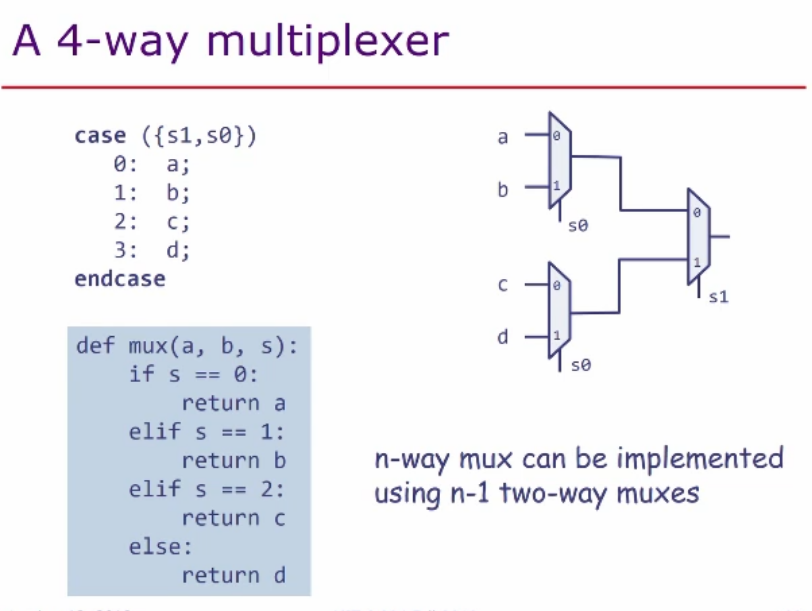 A 4-way multiplexer
case ({s1,s0})
0: a;
1: b;
2: c;
3: d;
endcase
def mux(a, b, s):
if s == 0:
return a
elif s == 1:
return b
elif s == 2:
return c
else:
return d
a
0
b
1
s0
c
0
d
1
s0
0
1
s1
n-way mux can be implemented
using n-1 two-way muxes